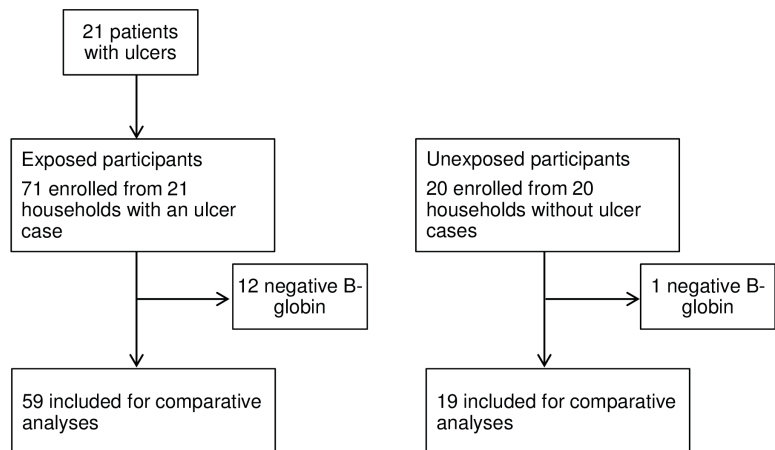 21 patients
with ulcers
Exposed participants
71 enrolled from 21
households with an ulcer
case
12 negative B-
globin
59 included for comparative
analyses
Unexposed participants
20 enrolled from 20
households without ulcer
cases
1 negative B-
globin
19 included for comparative
analyses